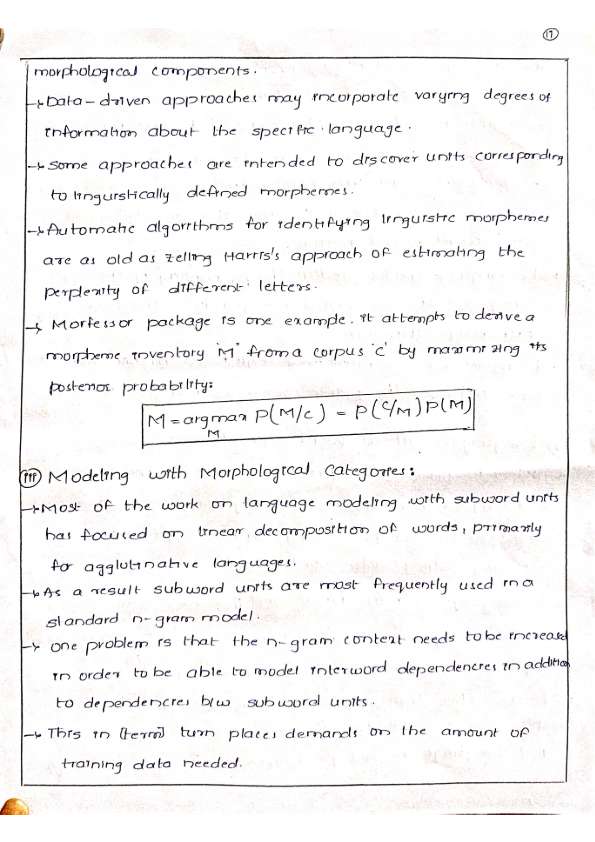 17
morphological components.
→ Data-driven approaches may incorporate varying degrees of
information about the specific language.
→ Some approaches are intended to discover units corresponding
to linguistically defined morphemes.
→ Automatic algorithms for identifying linguistic morphemes
are as old as zelling Harris's approach of estimating the
perplexity of different letters.
→ Morfessor package is one example. it attempts to derive a
morpheme inventory 'M' from a corpus 'C' by maximizing its
posterior probability:
M = argmax P(M/c) = P(C/M) P(M)
M
(iii) Modeling with Morphological Categories:
→ Most of the work on language modeling with subword units
has focused on linear decomposition of words, primarily
for agglutinative languages.
→ As a result subword units are most frequently used in a
standard n-gram model.
→ one problem is that the n-gram context needs to be increased
in order to be able to model interword dependencies in addition
to dependencies b/w subword units.
→ This in [term] turn places demands on the amount of
training data needed.